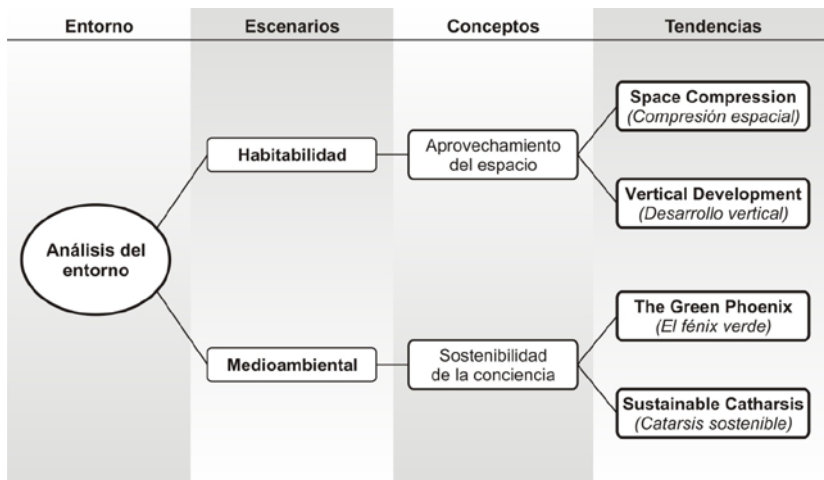 Entorno
Escenarios
Conceptos
Tendencias
Space Compression
(Compresión espacial)
Habitabilidad
Aprovechamiento
del espacio
Vertical Development
(Desarrollo vertical)
Análisis del
entorno
The Green Phoenix
(El fénix verde)
Medioambiental
Sostenibilidad
de la conciencia
Sustainable Catharsis
(Catarsis sostenible)